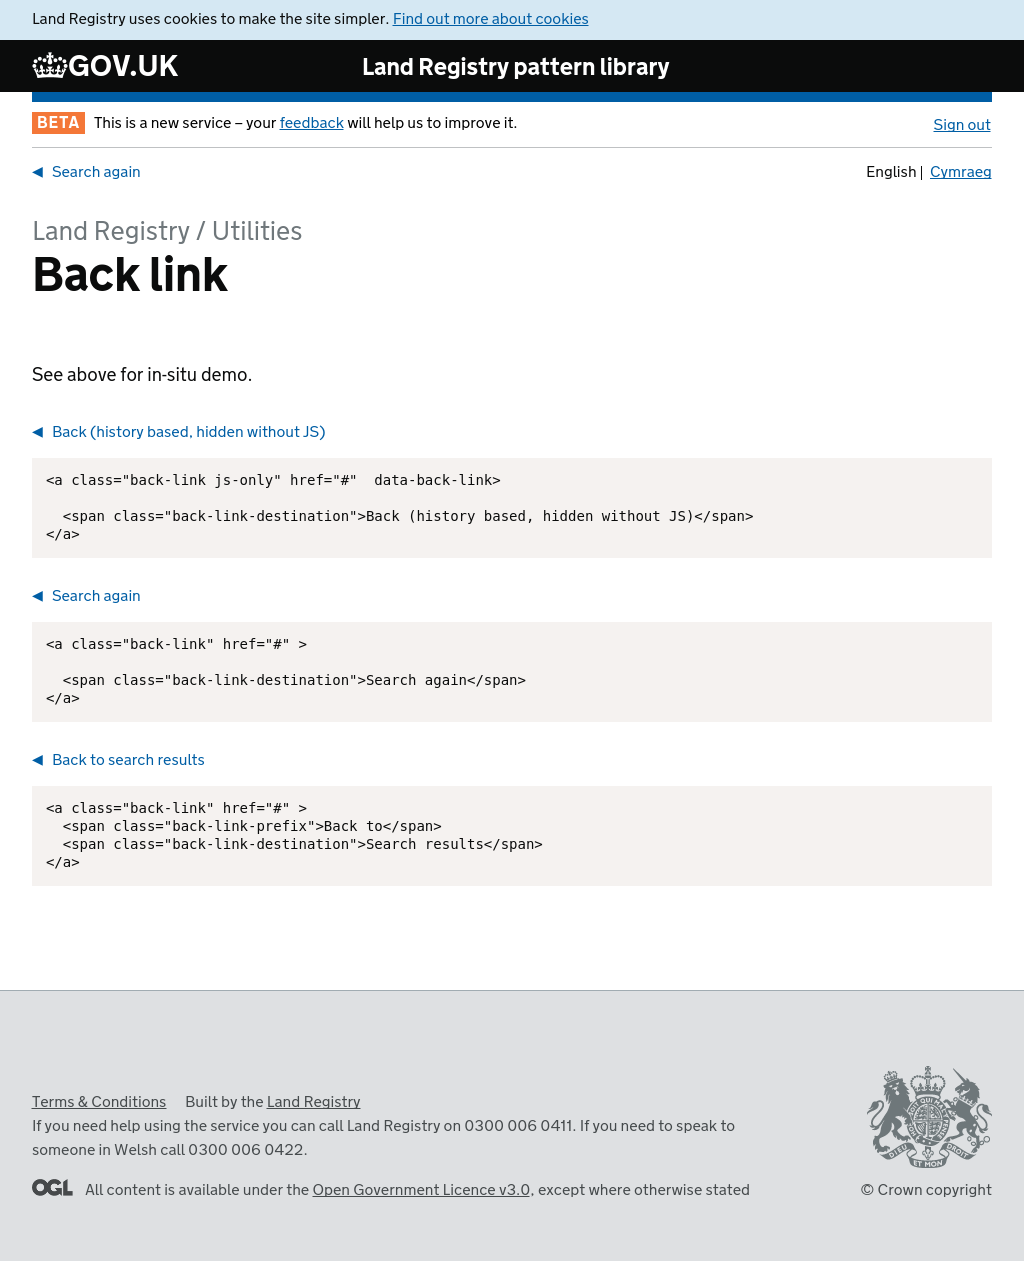 Land Registry uses cookies to make the site simpler. Find out more about cookies
GOV.UK
Land Registry pattern library
BETA This is a new service – your feedback will help us to improve it.
Sign out
◀ Search again
English | Cymraeg
Land Registry / Utilities
Back link
See above for in-situ demo.
◀ Back (history based, hidden without JS)
<a class="back-link js-only" href="#"  data-back-link>
  <span class="back-link-destination">Back (history based, hidden without JS)</span>
</a>
◀ Search again
<a class="back-link" href="#" >
  <span class="back-link-destination">Search again</span>
</a>
◀ Back to search results
<a class="back-link" href="#" >
  <span class="back-link-prefix">Back to</span>
  <span class="back-link-destination">Search results</span>
</a>
Terms & Conditions Built by the Land Registry
If you need help using the service you can call Land Registry on 0300 006 0411. If you need to speak to
someone in Welsh call 0300 006 0422.
OGL All content is available under the Open Government Licence v3.0, except where otherwise stated
DIEU ET MON DROIT
© Crown copyright